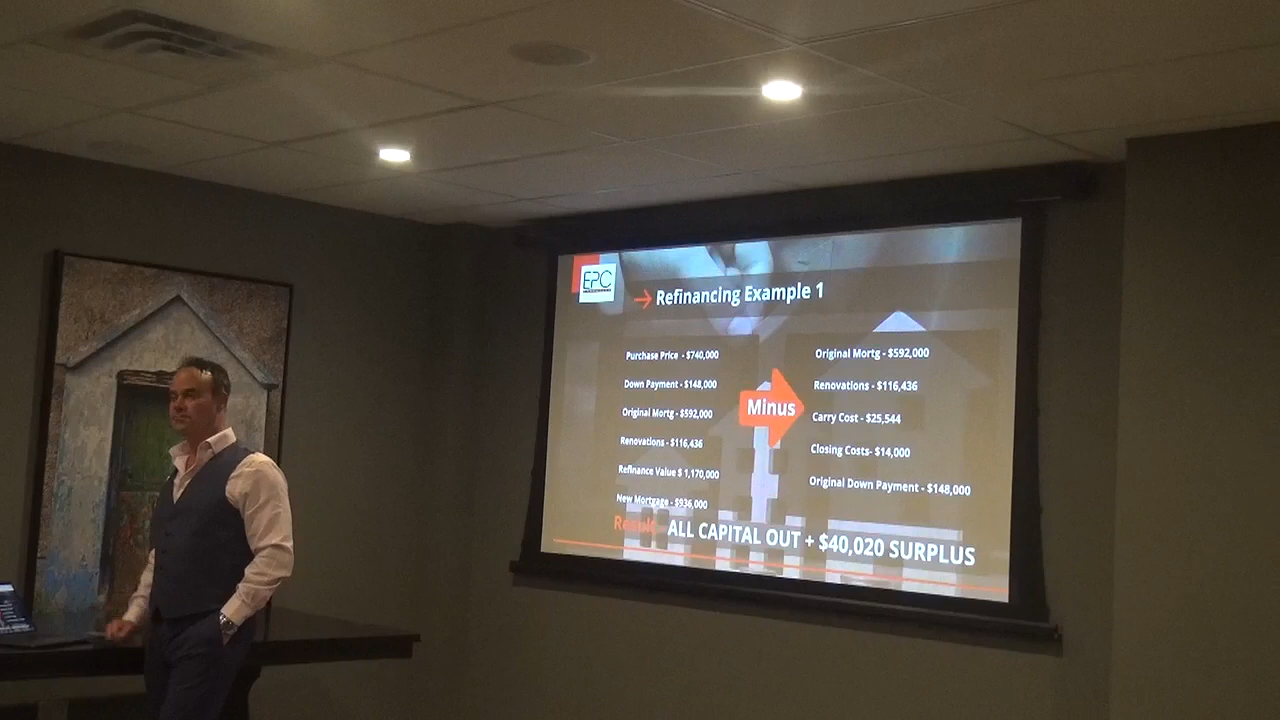 EPC
Refinancing Example 1
Purchase Price - $740,000
Down Payment - $148,000
Original Mortg - $592,000
Renovations - $116,436
Refinance Value $ 1,170,000
New Mortgage - $936,000
Minus
Original Mortg - $592,000
Renovations - $116,436
Carry Cost - $25,544
Closing Costs- $14,000
Original Down Payment - $148,000
Result - ALL CAPITAL OUT + $40,020 SURPLUS